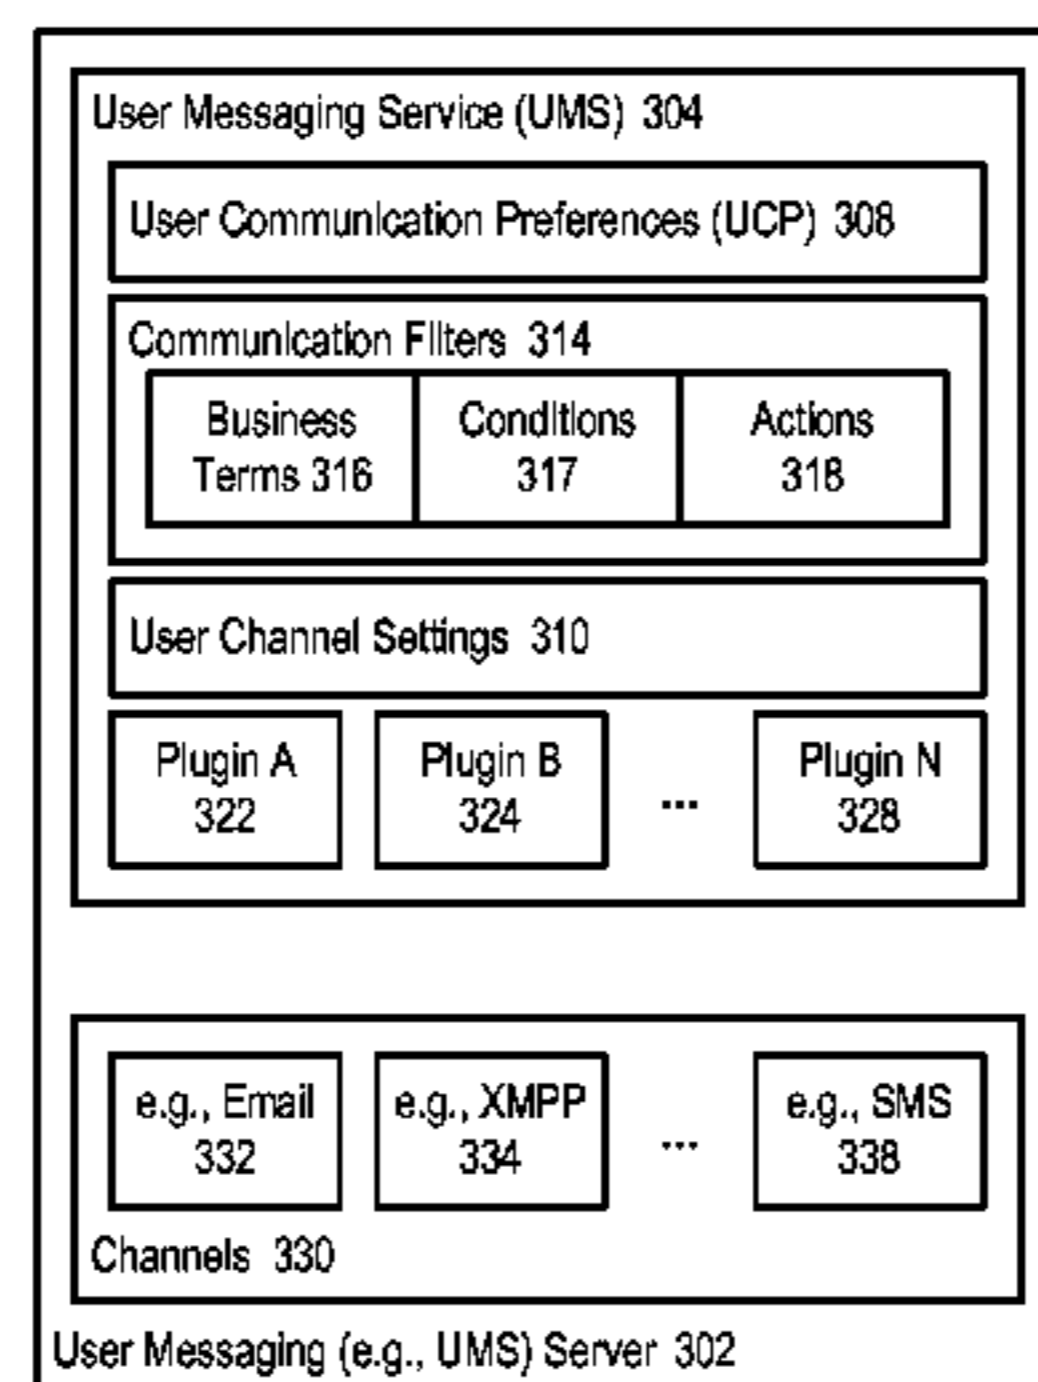 User Messaging Service (UMS) 304
User Communication Preferences (UCP) 308
Communication Filters 314
Business Terms 316
Conditions 317
Actions 318
User Channel Settings 310
Plugin A 322
Plugin B 324
...
Plugin N 328
e.g., Email 332
e.g., XMPP 334
...
e.g., SMS 338
Channels 330
User Messaging (e.g., UMS) Server 302